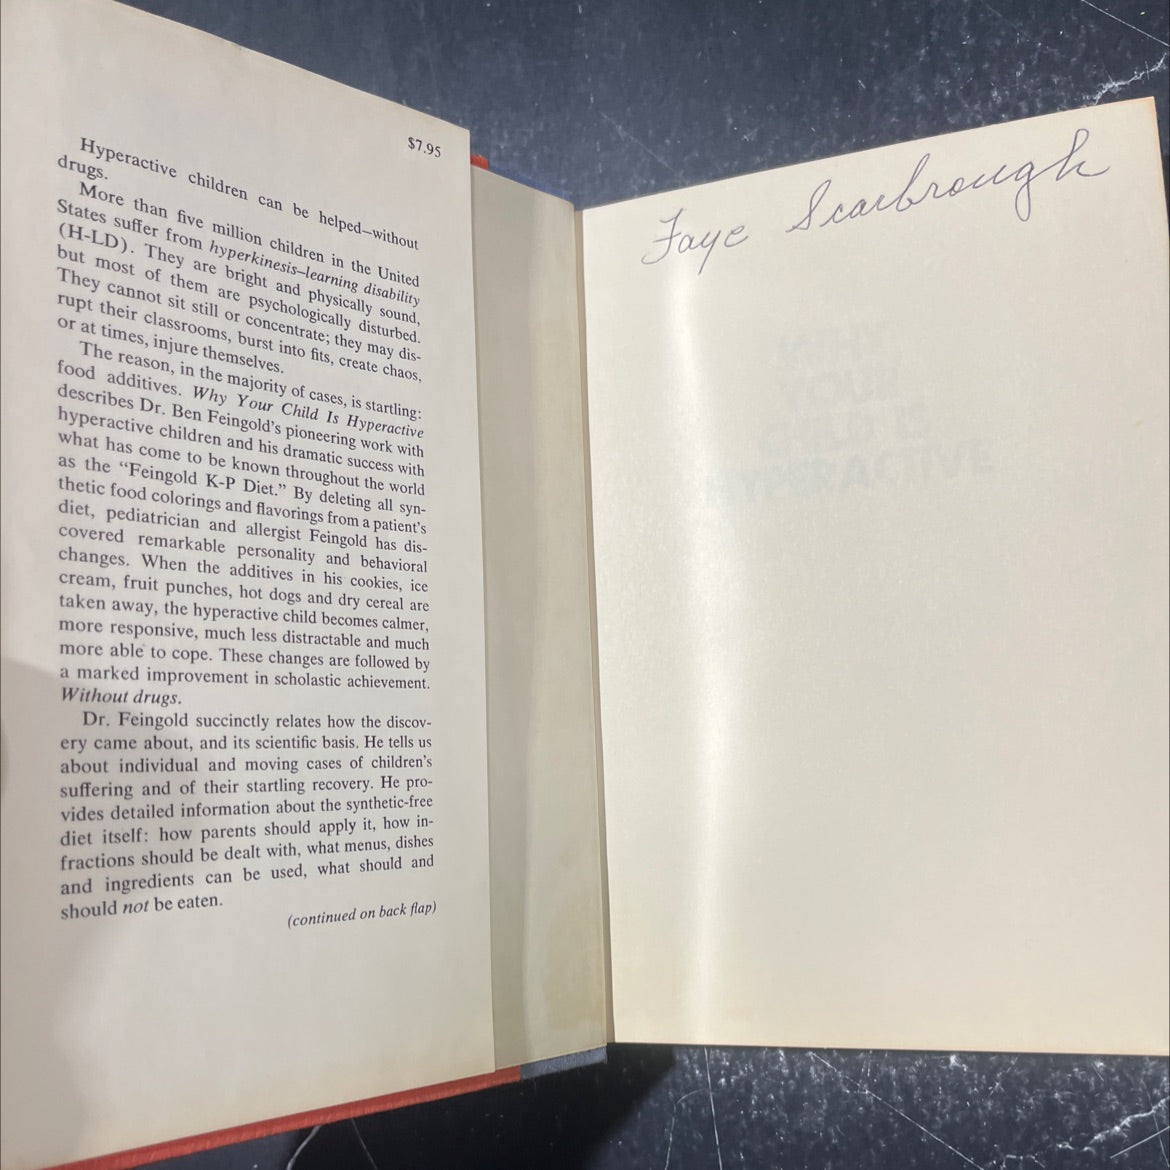 $7.95
Hyperactive children can be helped—without
drugs.
More than five million children in the United
States suffer from hyperkinesis–learning disability
(H-LD). They are bright and physically sound,
but most of them are psychologically disturbed.
They cannot sit still or concentrate; they may dis-
rupt their classrooms, burst into fits, create chaos,
or at times, injure themselves.
The reason, in the majority of cases, is startling:
food additives. Why Your Child Is Hyperactive
describes Dr. Ben Feingold's pioneering work with
hyperactive children and his dramatic success with
what has come to be known throughout the world
as the “Feingold K-P Diet.” By deleting all syn-
thetic food colorings and flavorings from a patient's
diet, pediatrician and allergist Feingold has dis-
covered remarkable personality and behavioral
changes. When the additives in his cookies, ice
cream, fruit punches, hot dogs and dry cereal are
taken away, the hyperactive child becomes calmer,
more responsive, much less distractable and much
more able to cope. These changes are followed by
a marked improvement in scholastic achievement.
Without drugs.
Dr. Feingold succinctly relates how the discov-
ery came about, and its scientific basis. He tells us
about individual and moving cases of children's
suffering and of their startling recovery. He pro-
vides detailed information about the synthetic-free
diet itself: how parents should apply it, how in-
fractions should be dealt with, what menus, dishes
and ingredients can be used, what should and
should not be eaten.
(continued on back flap)
Faye Scarbrough